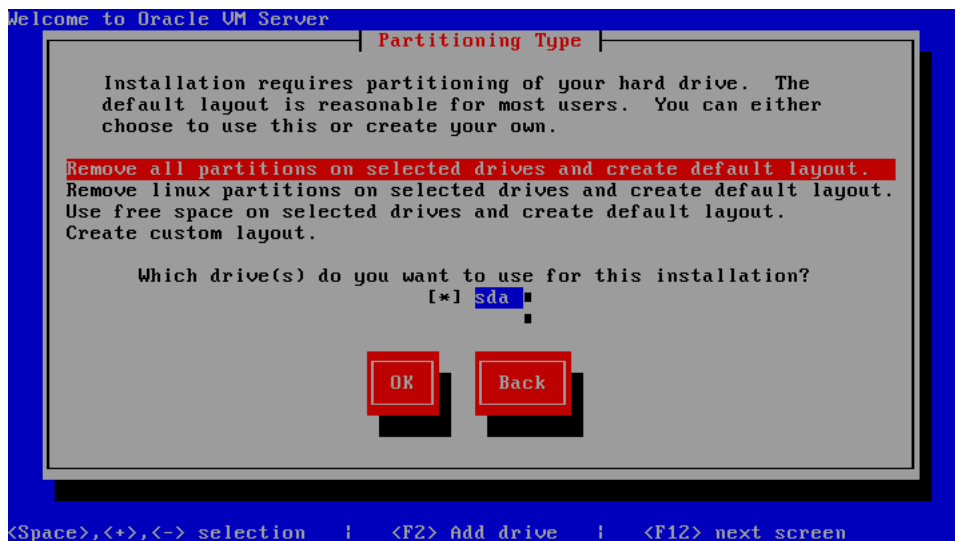 Welcome to Oracle VM Server
Partitioning Type
Installation requires partitioning of your hard drive.  The
default layout is reasonable for most users.  You can either
choose to use this or create your own.
Remove all partitions on selected drives and create default layout.
Remove linux partitions on selected drives and create default layout.
Use free space on selected drives and create default layout.
Create custom layout.
Which drive(s) do you want to use for this installation?
[*] sda
OK Back
<Space>,<+>,<-> selection | <F2> Add drive | <F12> next screen